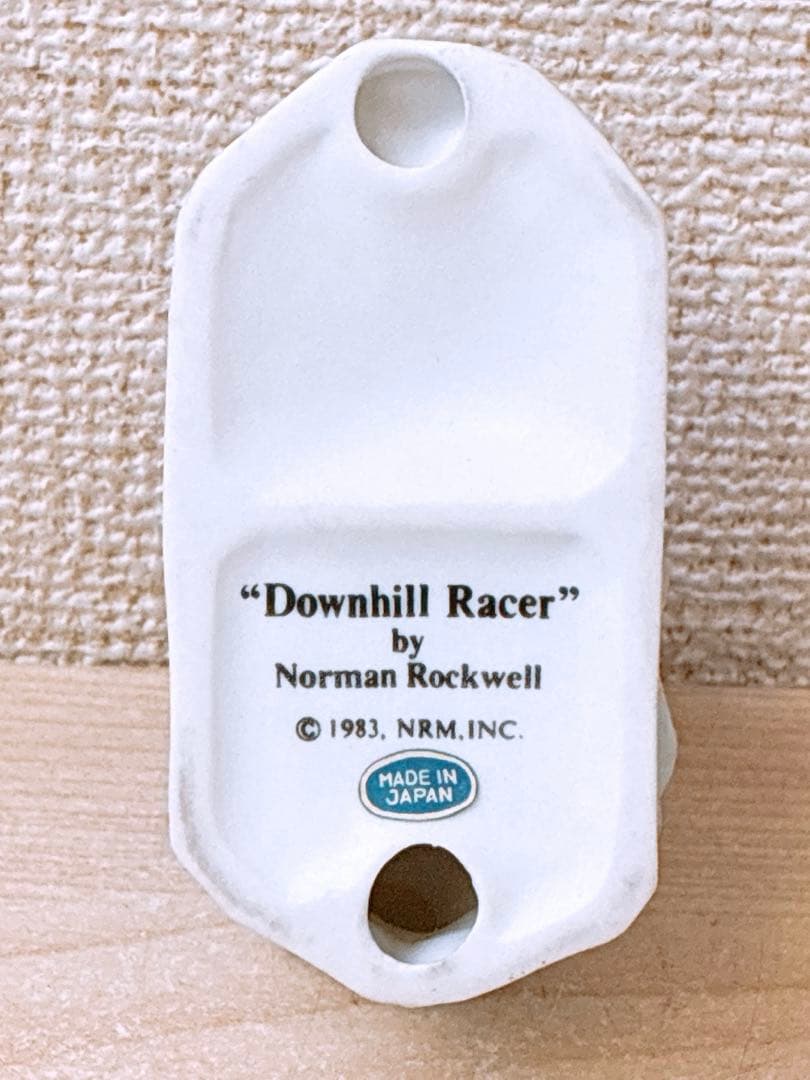 “Downhill Racer”
by
Norman Rockwell
© 1983, NRM, INC.
MADE IN
JAPAN